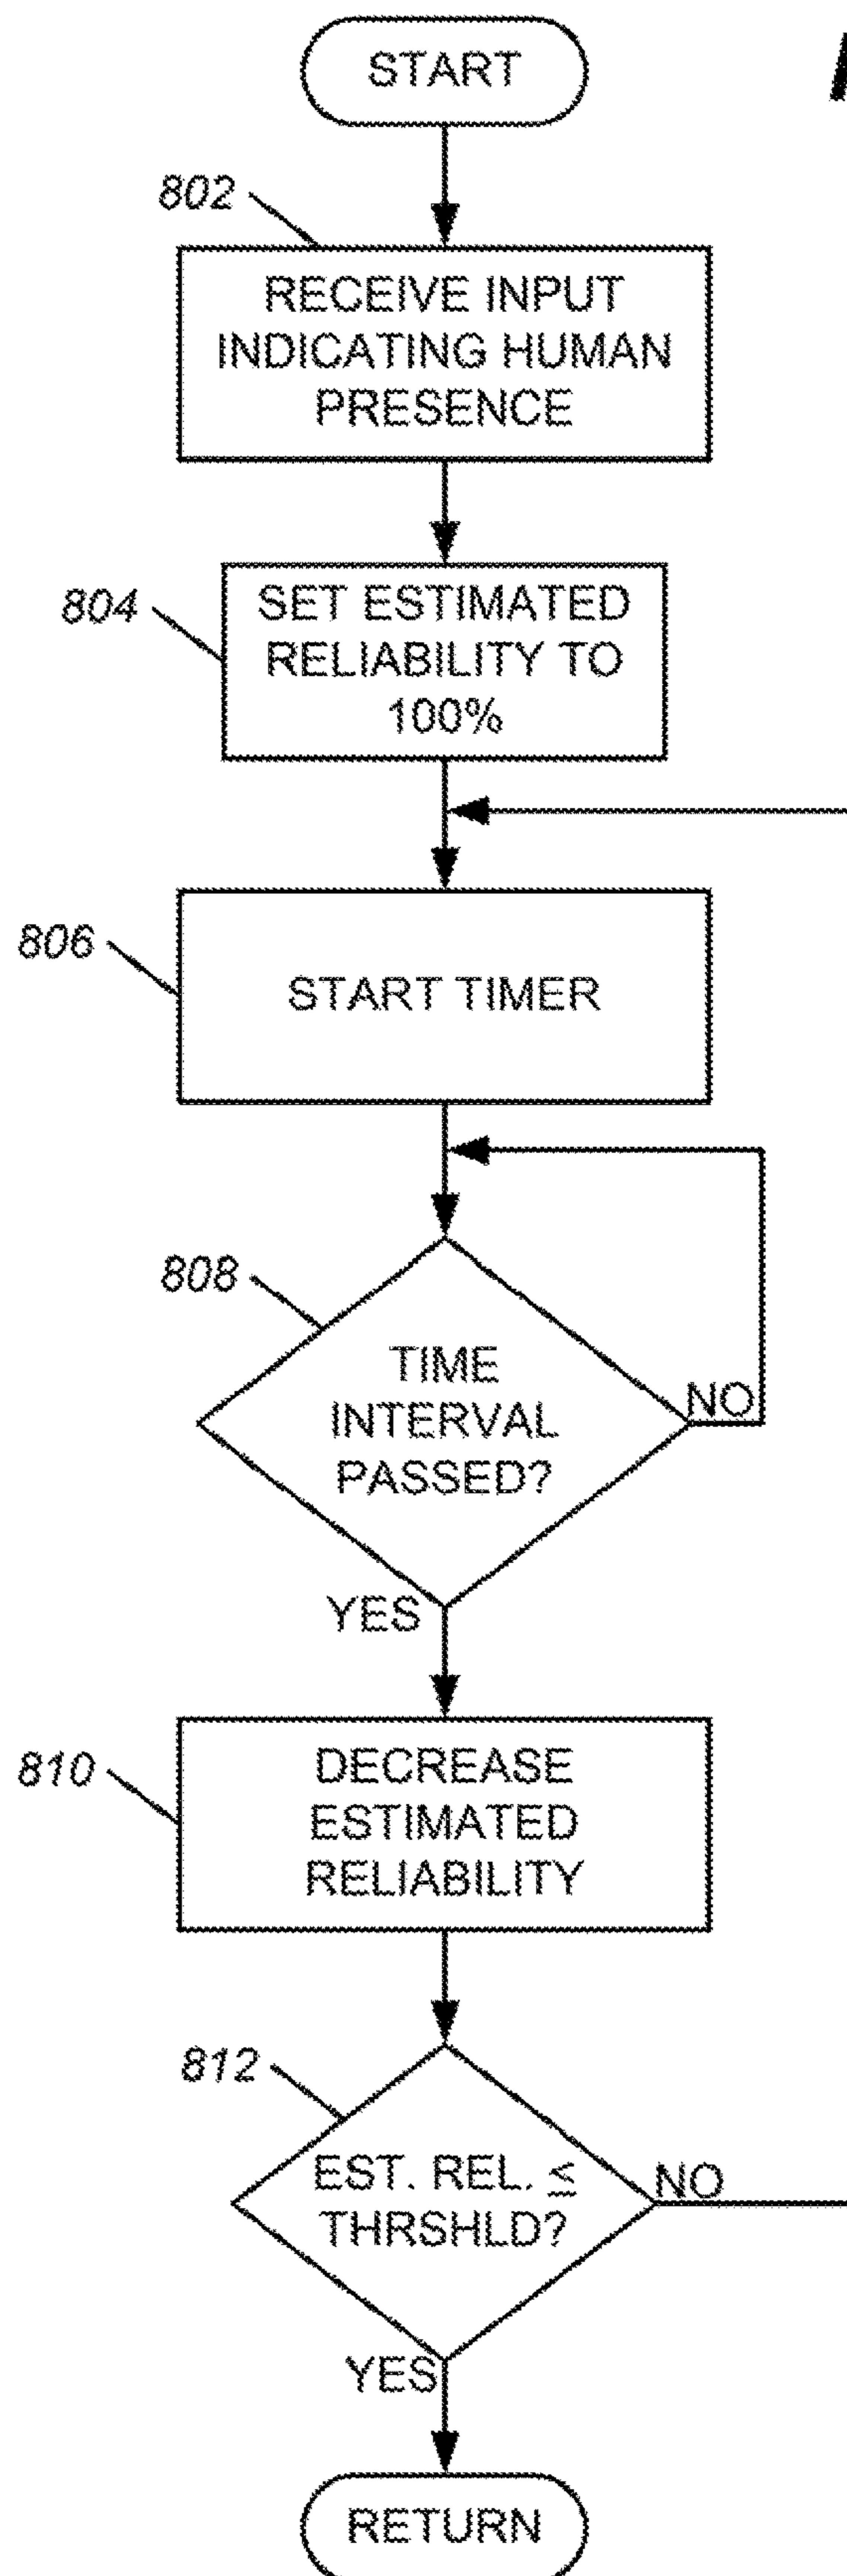 START
802
RECEIVE INPUT
INDICATING HUMAN
PRESENCE
804
SET ESTIMATED
RELIABILITY TO
100%
806
START TIMER
808
TIME
INTERVAL
PASSED?
NO
YES
810
DECREASE
ESTIMATED
RELIABILITY
812
EST. REL. ≤
THRSHLD?
NO
YES
RETURN